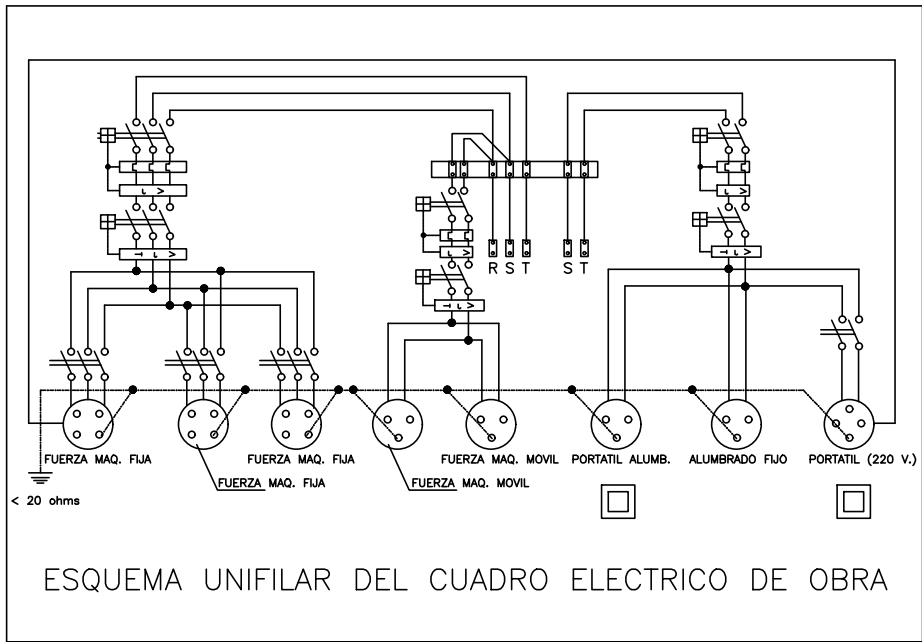 R S T S T
FUERZA MAQ. FIJA FUERZA MAQ. FIJA FUERZA MAQ. MOVIL PORTATIL ALUMB. ALUMBRADO FIJO PORTATIL (220 V.)
FUERZA MAQ. FIJA FUERZA MAQ. MOVIL
< 20 ohms
ESQUEMA UNIFILAR DEL CUADRO ELECTRICO DE OBRA